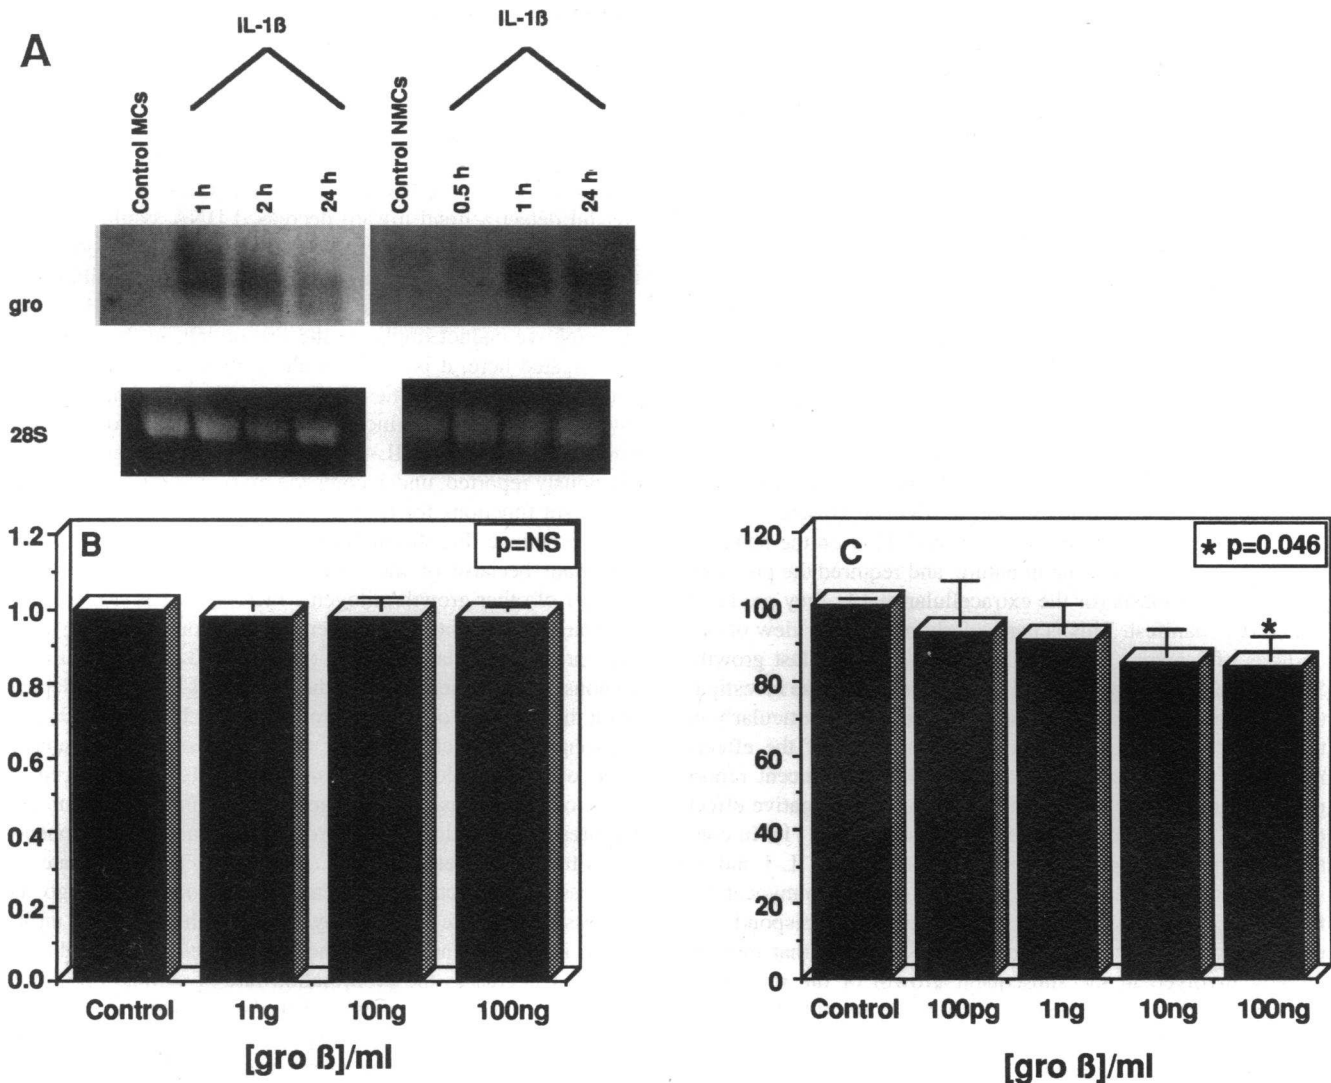 A
IL-1ß
IL-1ß
Control MCs
1 h
2 h
24 h
Control NMCs
0.5 h
1 h
24 h
gro
28S
B
p=NS
1.2
1.0
0.8
0.6
0.4
0.2
0.0
Control
1ng
10ng
100ng
[gro ß]/ml
C
* p=0.046
*
120
100
80
60
40
20
0
Control
100pg
1ng
10ng
100ng
[gro ß]/ml